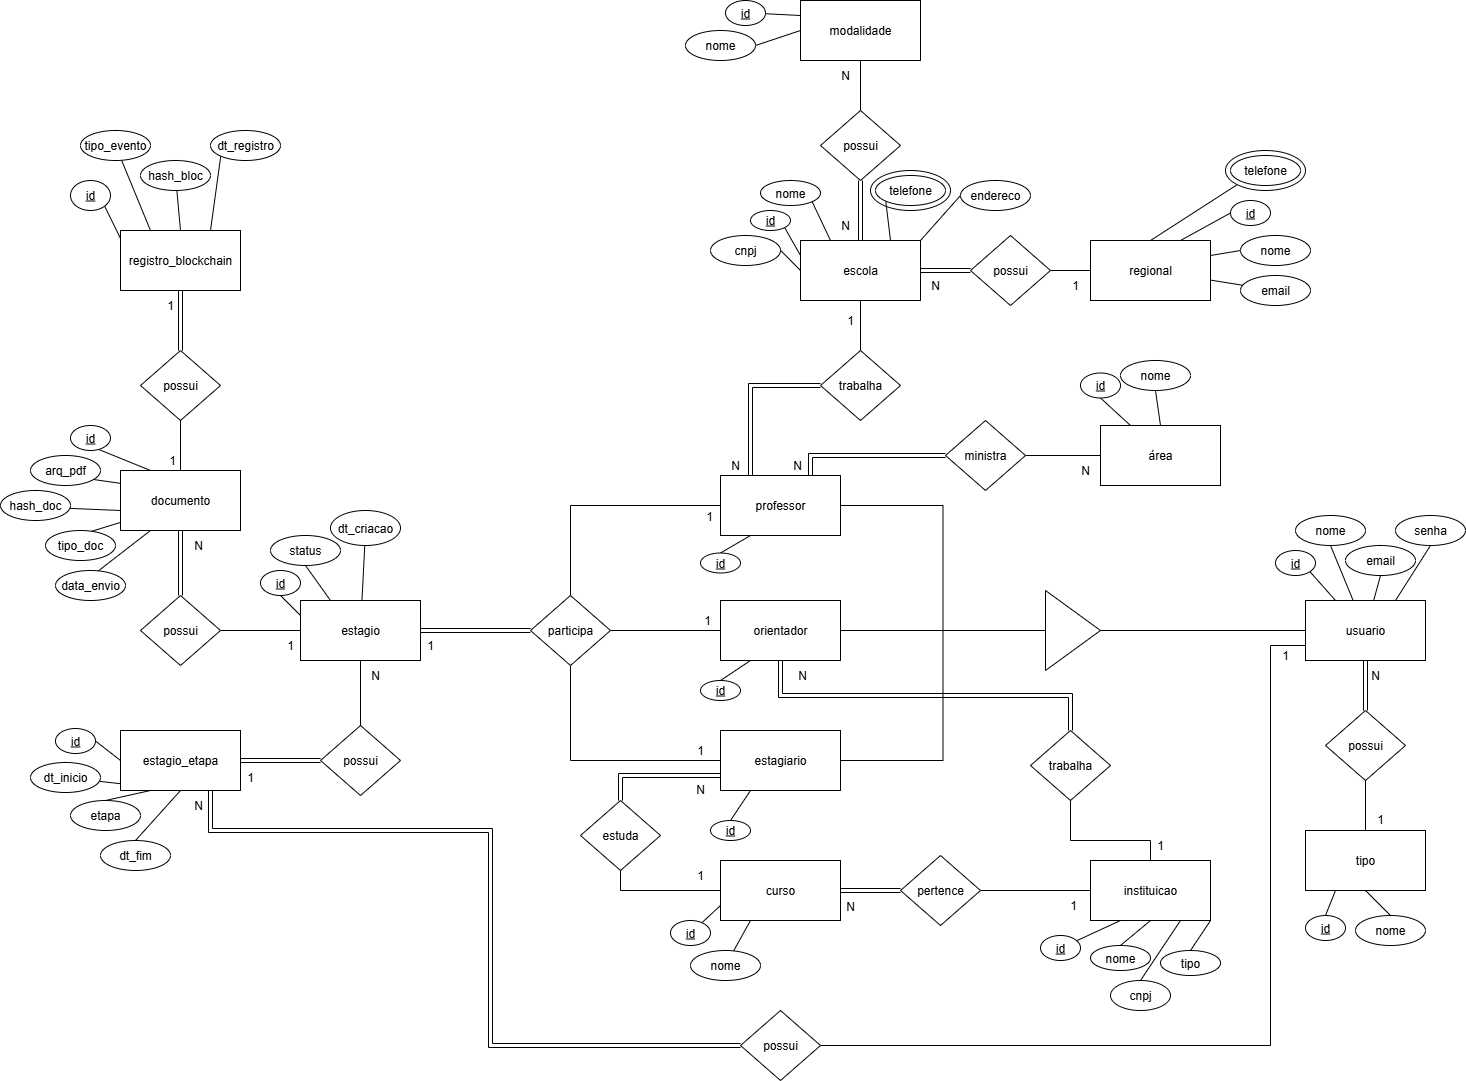 id
modalidade
nome
N
possui
tipo_evento
dt_registro
hash_bloc
id
registro_blockchain
1
nome
telefone
endereco
id
cnpj
N
escola
possui
regional
N
1
telefone
id
nome
email
1
possui
trabalha
id
nome
1
id
arq_pdf
documento
hash_doc
tipo_doc
N
data_envio
N
N
ministra
área
N
professor
1
id
dt_criacao
status
id
possui
1
estagio
1
participa
1
orientador
id
N
N
nome
senha
id
email
usuario
1
N
id
dt_inicio
estagio_etapa
1
possui
etapa
N
dt_fim
1
estagiario
N
id
trabalha
possui
1
tipo
id
nome
estuda
1
curso
N
pertence
1
1
instituicao
id
nome
id
nome
tipo
cnpj
possui